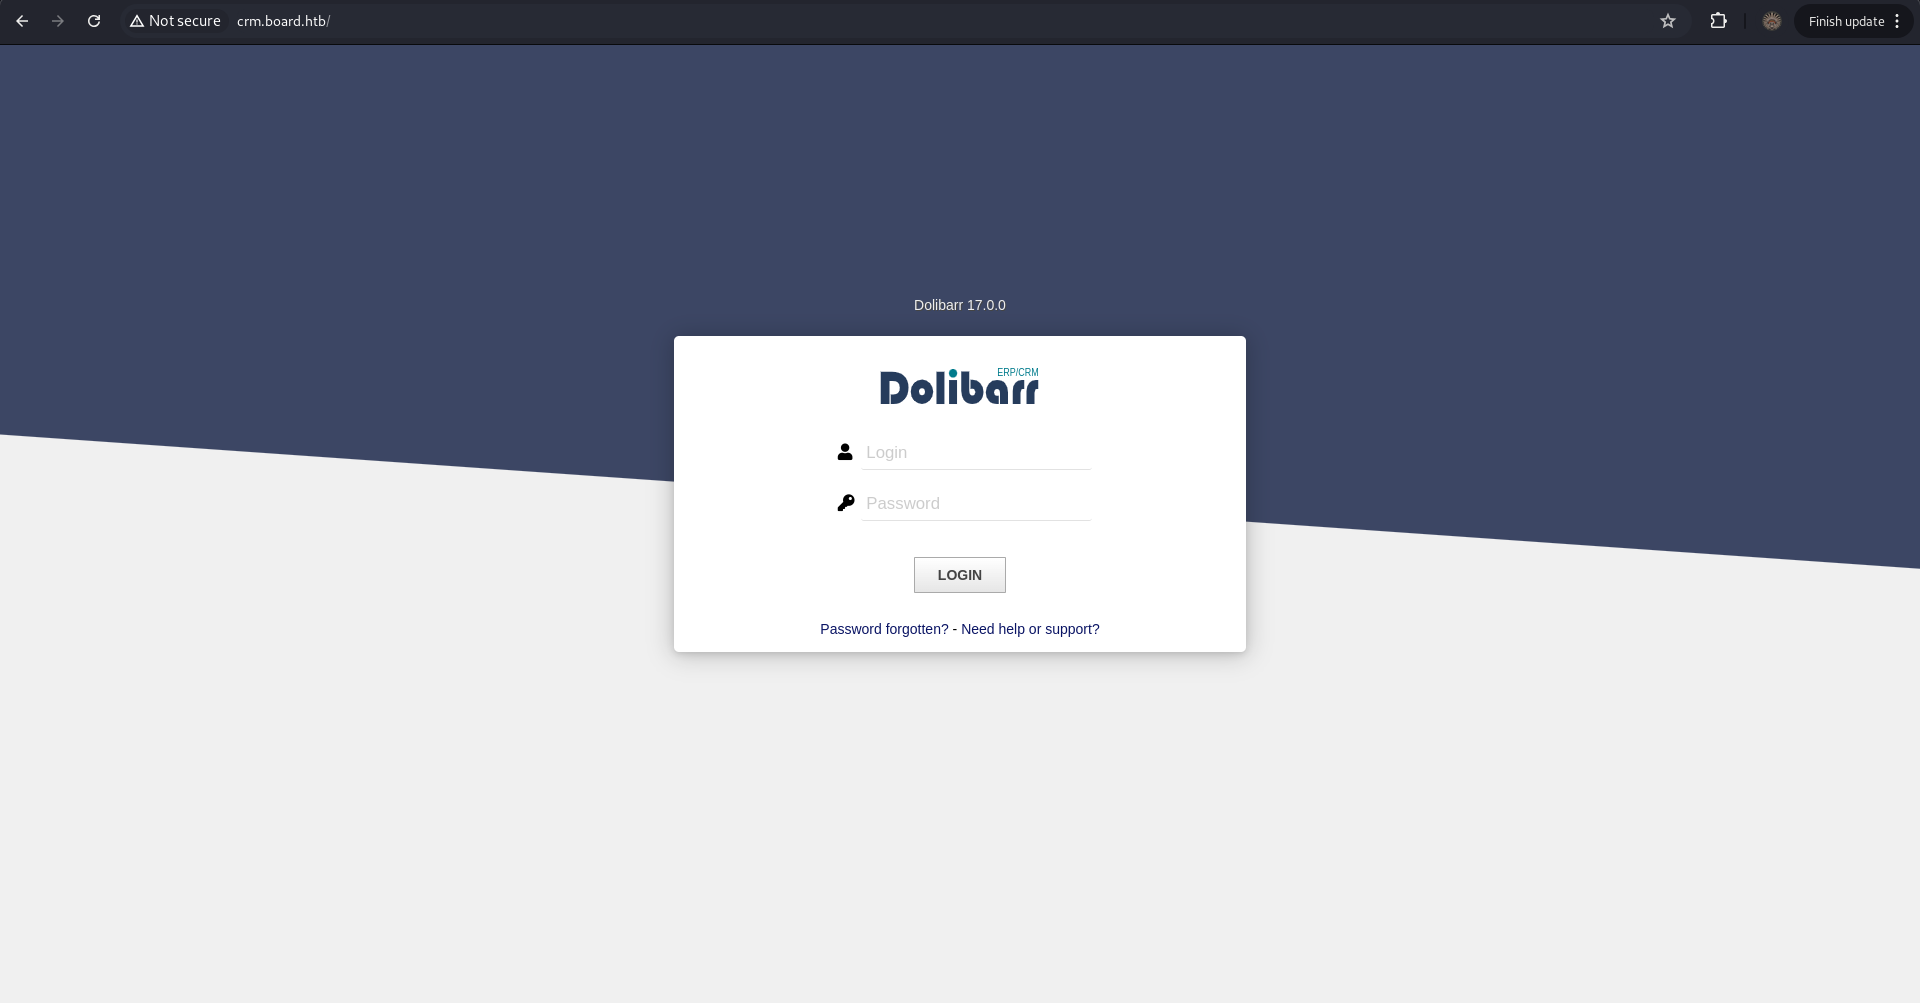 Not secure crm.board.htb/ Finish update
Dolibarr 17.0.0
ERP/CRM
Dolibarr
Login
Password
LOGIN
Password forgotten? - Need help or support?